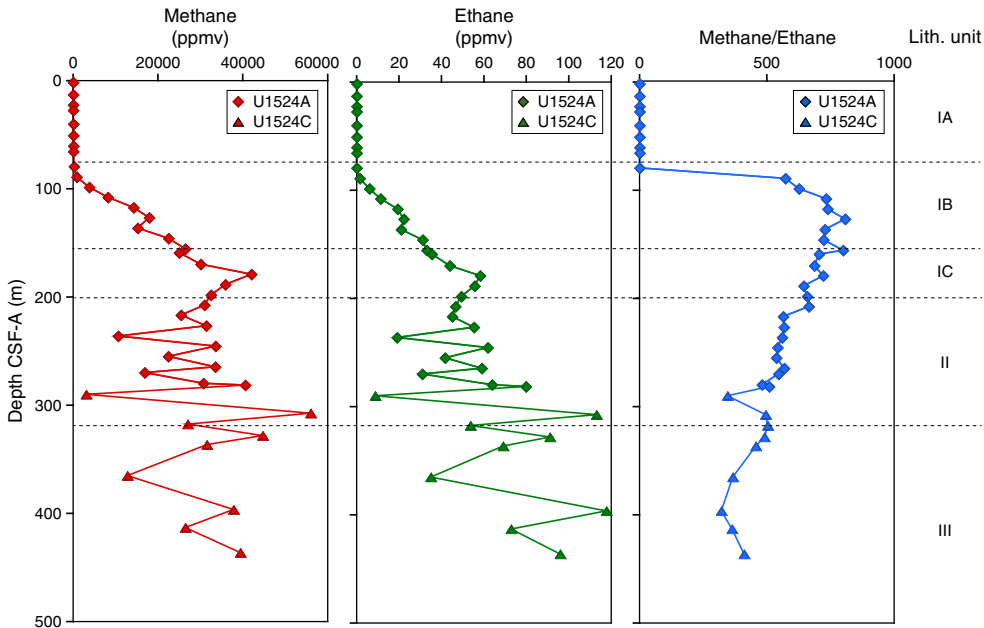 Methane
(ppmv)
Ethane
(ppmv)
Methane/Ethane
Lith. unit
0 20000 40000 60000
0 20 40 60 80 100 120
0 500 1000
0
100
200
300
400
500
Depth CSF-A (m)
U1524A
U1524C
U1524A
U1524C
U1524A
U1524C
IA
IB
IC
II
III